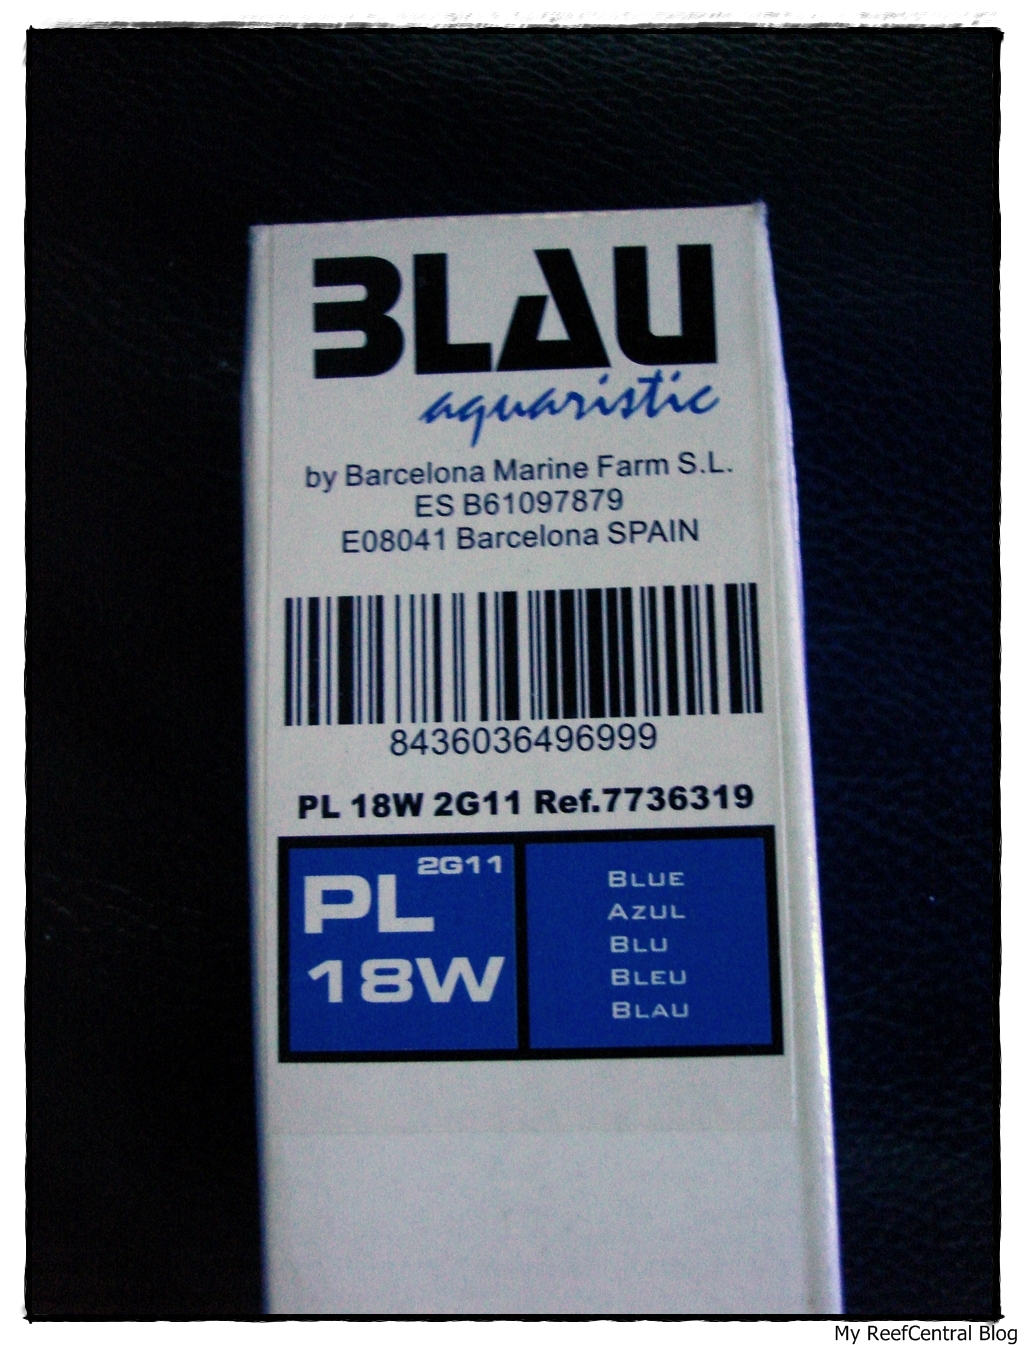 BLAU
aquaristic
by Barcelona Marine Farm S.L.
ES B61097879
E08041 Barcelona SPAIN
8436036496999
PL 18W 2G11 Ref.7736319
2G11
PL
18W
BLUE
AZUL
BLU
BLEU
BLAU
My ReefCentral Blog